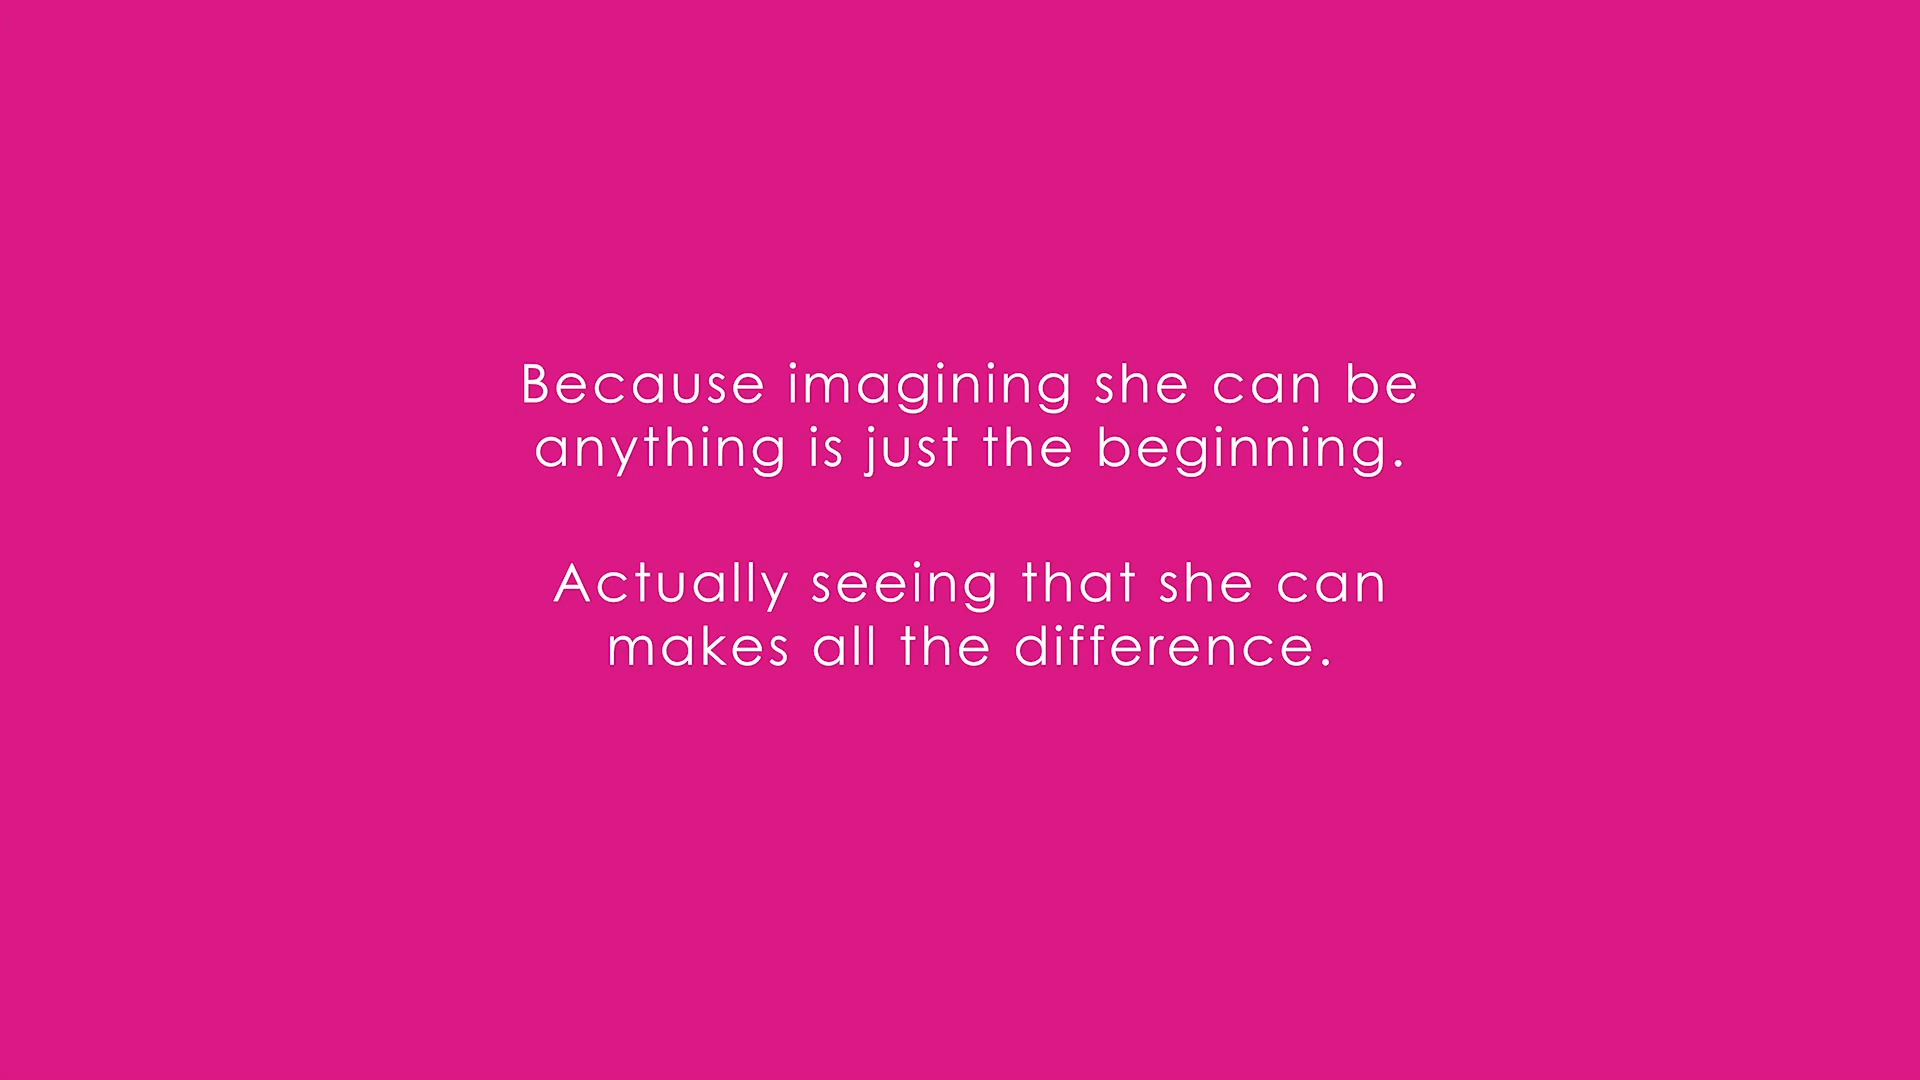 Because imagining she can be
anything is just the beginning.
Actually seeing that she can
makes all the difference.